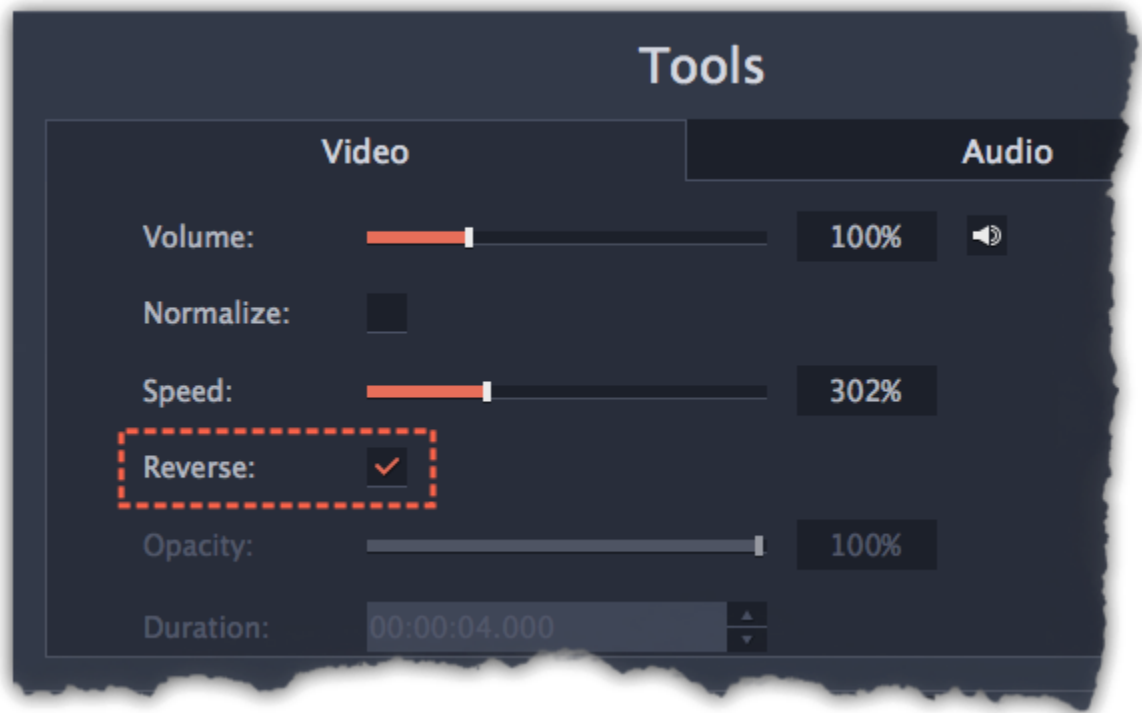 Tools
Video Audio
Volume: 100%
Normalize:
Speed: 302%
Reverse:
Opacity: 100%
Duration: 00:00:04.000